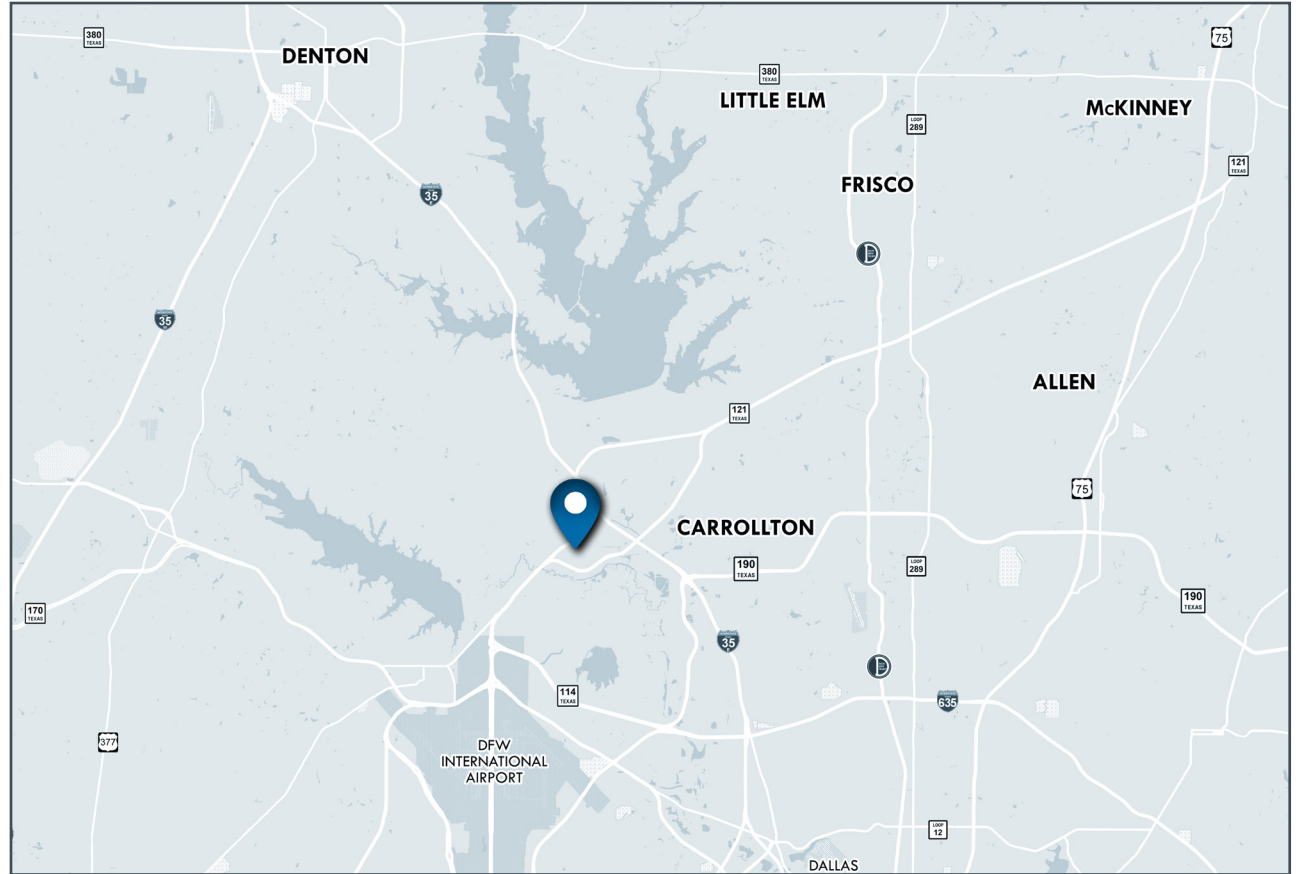 380
TEXAS
DENTON
75
380
TEXAS
LITTLE ELM
McKINNEY
LOOP
289
121
TEXAS
FRISCO
35
D
35
ALLEN
121
TEXAS
75
CARROLLTON
190
TEXAS
LOOP
289
190
TEXAS
170
TEXAS
35
D
114
TEXAS
635
377
DFW
INTERNATIONAL
AIRPORT
LOOP
12
DALLAS